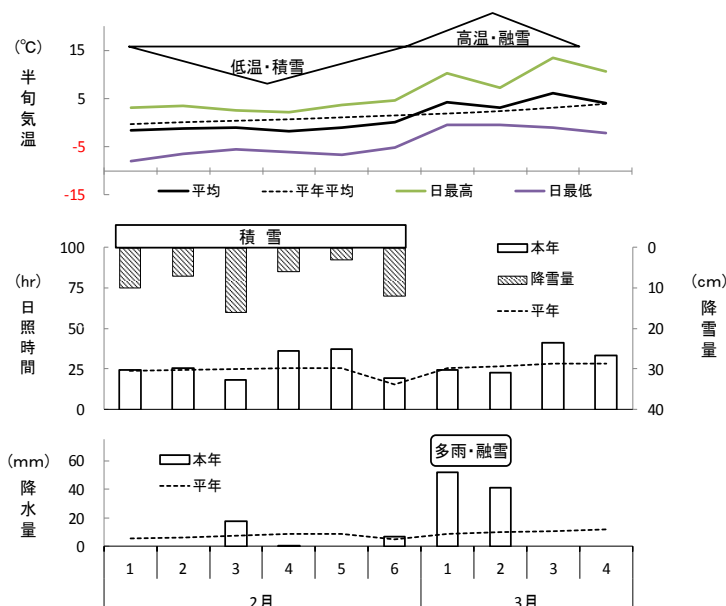 (℃)
半旬気温
15
5
-5
-15
低温・積雪
高温・融雪
平均
平年平均
日最高
日最低
積 雪
(hr)
日照時間
100
75
50
25
0
本年
降雪量
平年
0
10
20
30
40
(cm)
降雪量
(mm)
降水量
60
40
20
0
本年
平年
多雨・融雪
1 2 3 4 5 6 1 2 3 4
2月 3月